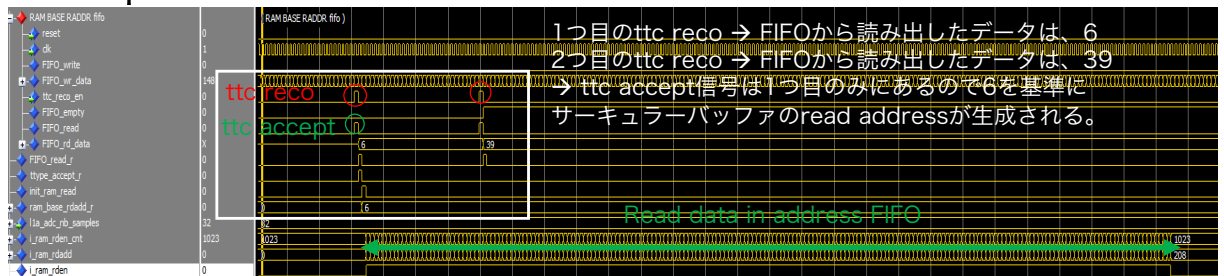 RAM BASE RADDR fifo
( RAM BASE RADDR fifo )
reset 0
clk 1
FIFO_write 0
FIFO_wr_data 148
ttc_reco_en 0
FIFO_empty 0
FIFO_read 0
FIFO_rd_data X 6 39
FIFO_read_r 0
ttype_accept_r 0
init_ram_read 0
ram_base_rdadd_r 0 6
l1a_adc_nb_samples 32 32
i_ram_rden_cnt 1023 1023 1023
i_ram_rdadd 0 208
i_ram_rden 0
ttc reco
ttc accept
1つ目のttc reco → FIFOから読み出したデータは、6
2つ目のttc reco → FIFOから読み出したデータは、39
→ ttc accept信号は1つ目のみにあるので6を基準に
サーキュラーバッファのread addressが生成される。
Read data in address FIFO